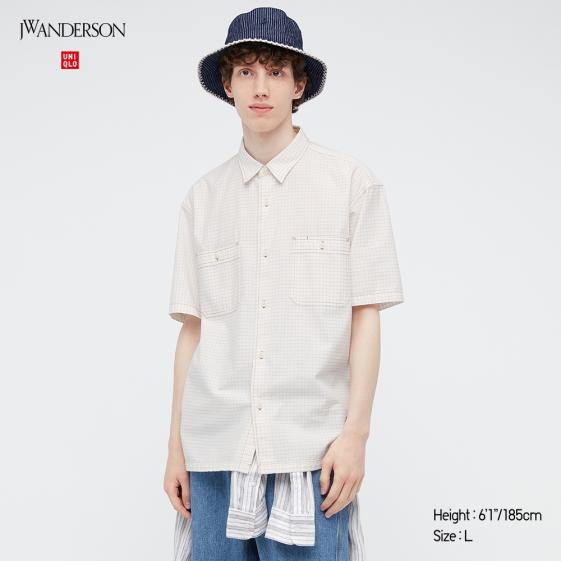 JWANDERSON
UNI
QLO
Height : 6'1"/185cm
Size : L